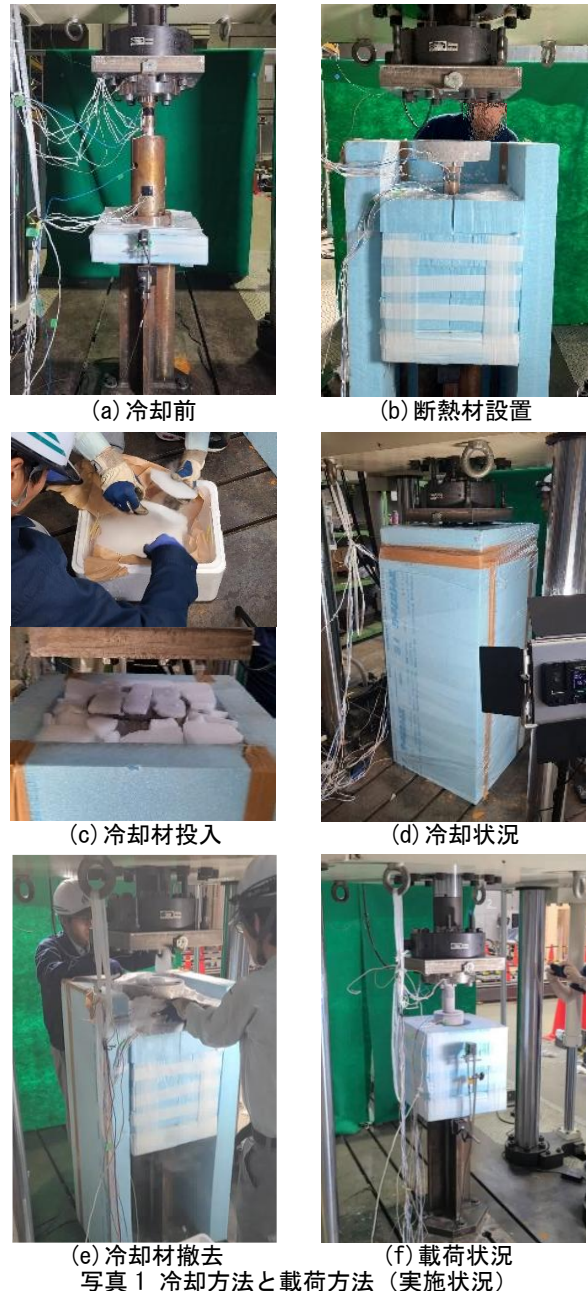 (a)冷却前
(b)断熱材設置
(c)冷却材投入
(d)冷却状況
(e)冷却材撤去
(f)載荷状況
写真1 冷却方法と載荷方法（実施状況）